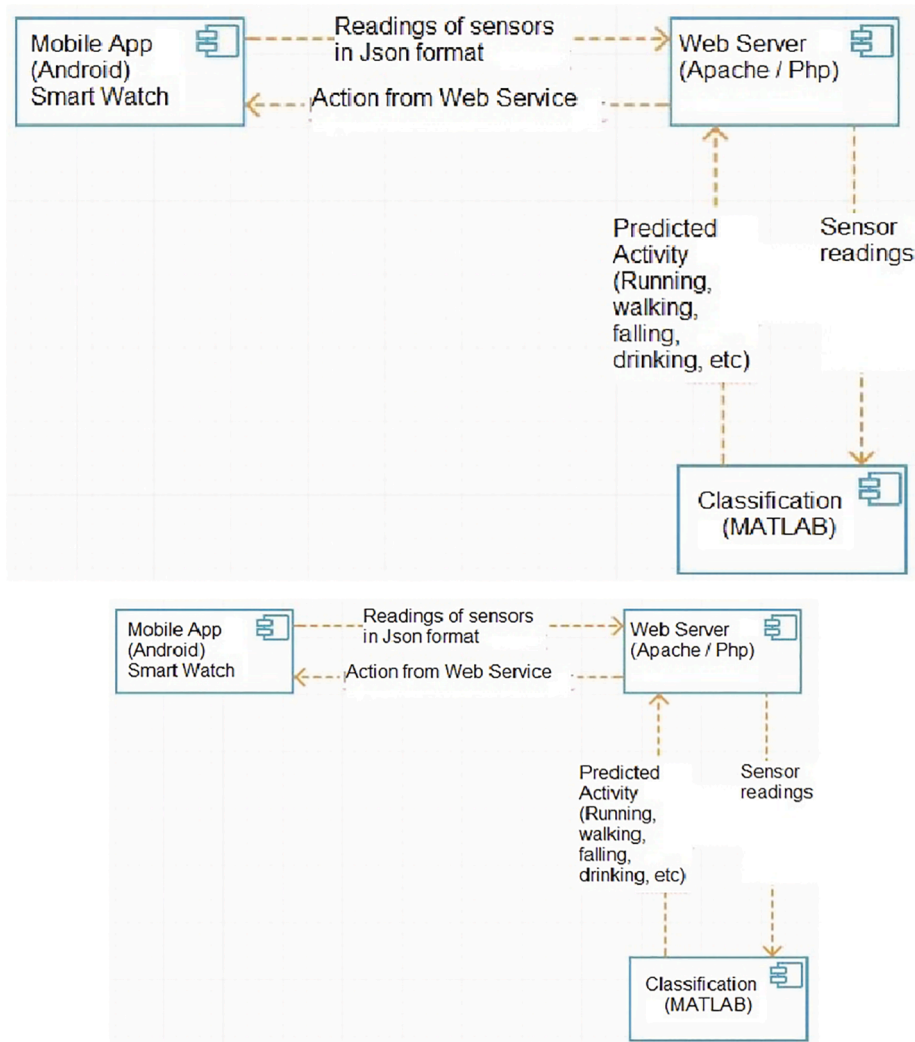 Mobile App
(Android)
Smart Watch
Readings of sensors
in Json format
Action from Web Service
Web Server
(Apache / Php)
Predicted
Activity
(Running,
walking,
falling,
drinking, etc)
Sensor
readings
Classification
(MATLAB)
Mobile App
(Android)
Smart Watch
Readings of sensors
in Json format
Action from Web Service
Web Server
(Apache / Php)
Predicted
Activity
(Running,
walking,
falling,
drinking, etc)
Sensor
readings
Classification
(MATLAB)